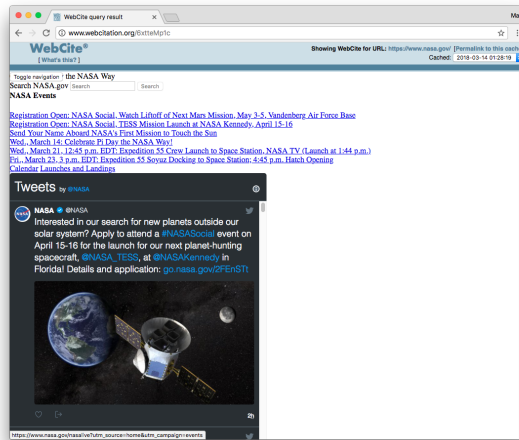 WebCite query result
Ma
www.webcitation.org/6xtteMp1c
WebCite®
[ What's this? ]
Showing WebCite for URL: https://www.nasa.gov/ [Permalink to this cach
Cached: 2018-03-14 01:28:19
Toggle navigation the NASA Way
Search NASA.gov Search Search
NASA Events
Registration Open: NASA Social, Watch Liftoff of Next Mars Mission, May 3-5, Vandenberg Air Force Base
Registration Open: NASA Social, TESS Mission Launch at NASA Kennedy, April 15-16
Send Your Name Aboard NASA's First Mission to Touch the Sun
Wed., March 14: Celebrate Pi Day the NASA Way!
Wed., March 21, 12:45 p.m. EDT: Expedition 55 Crew Launch to Space Station, NASA TV (Launch at 1:44 p.m.)
Fri., March 23, 3 p.m. EDT: Expedition 55 Soyuz Docking to Space Station; 4:45 p.m. Hatch Opening
Calendar Launches and Landings
Tweets by @NASA
NASA @NASA
Interested in our search for new planets outside our
solar system? Apply to attend a #NASASocial event on
April 15-16 for the launch for our next planet-hunting
spacecraft, @NASA_TESS, at @NASAKennedy in
Florida! Details and application: go.nasa.gov/2FEnSTt
2h
https://www.nasa.gov/nasalive?utm_source=home&utm_campaign=events